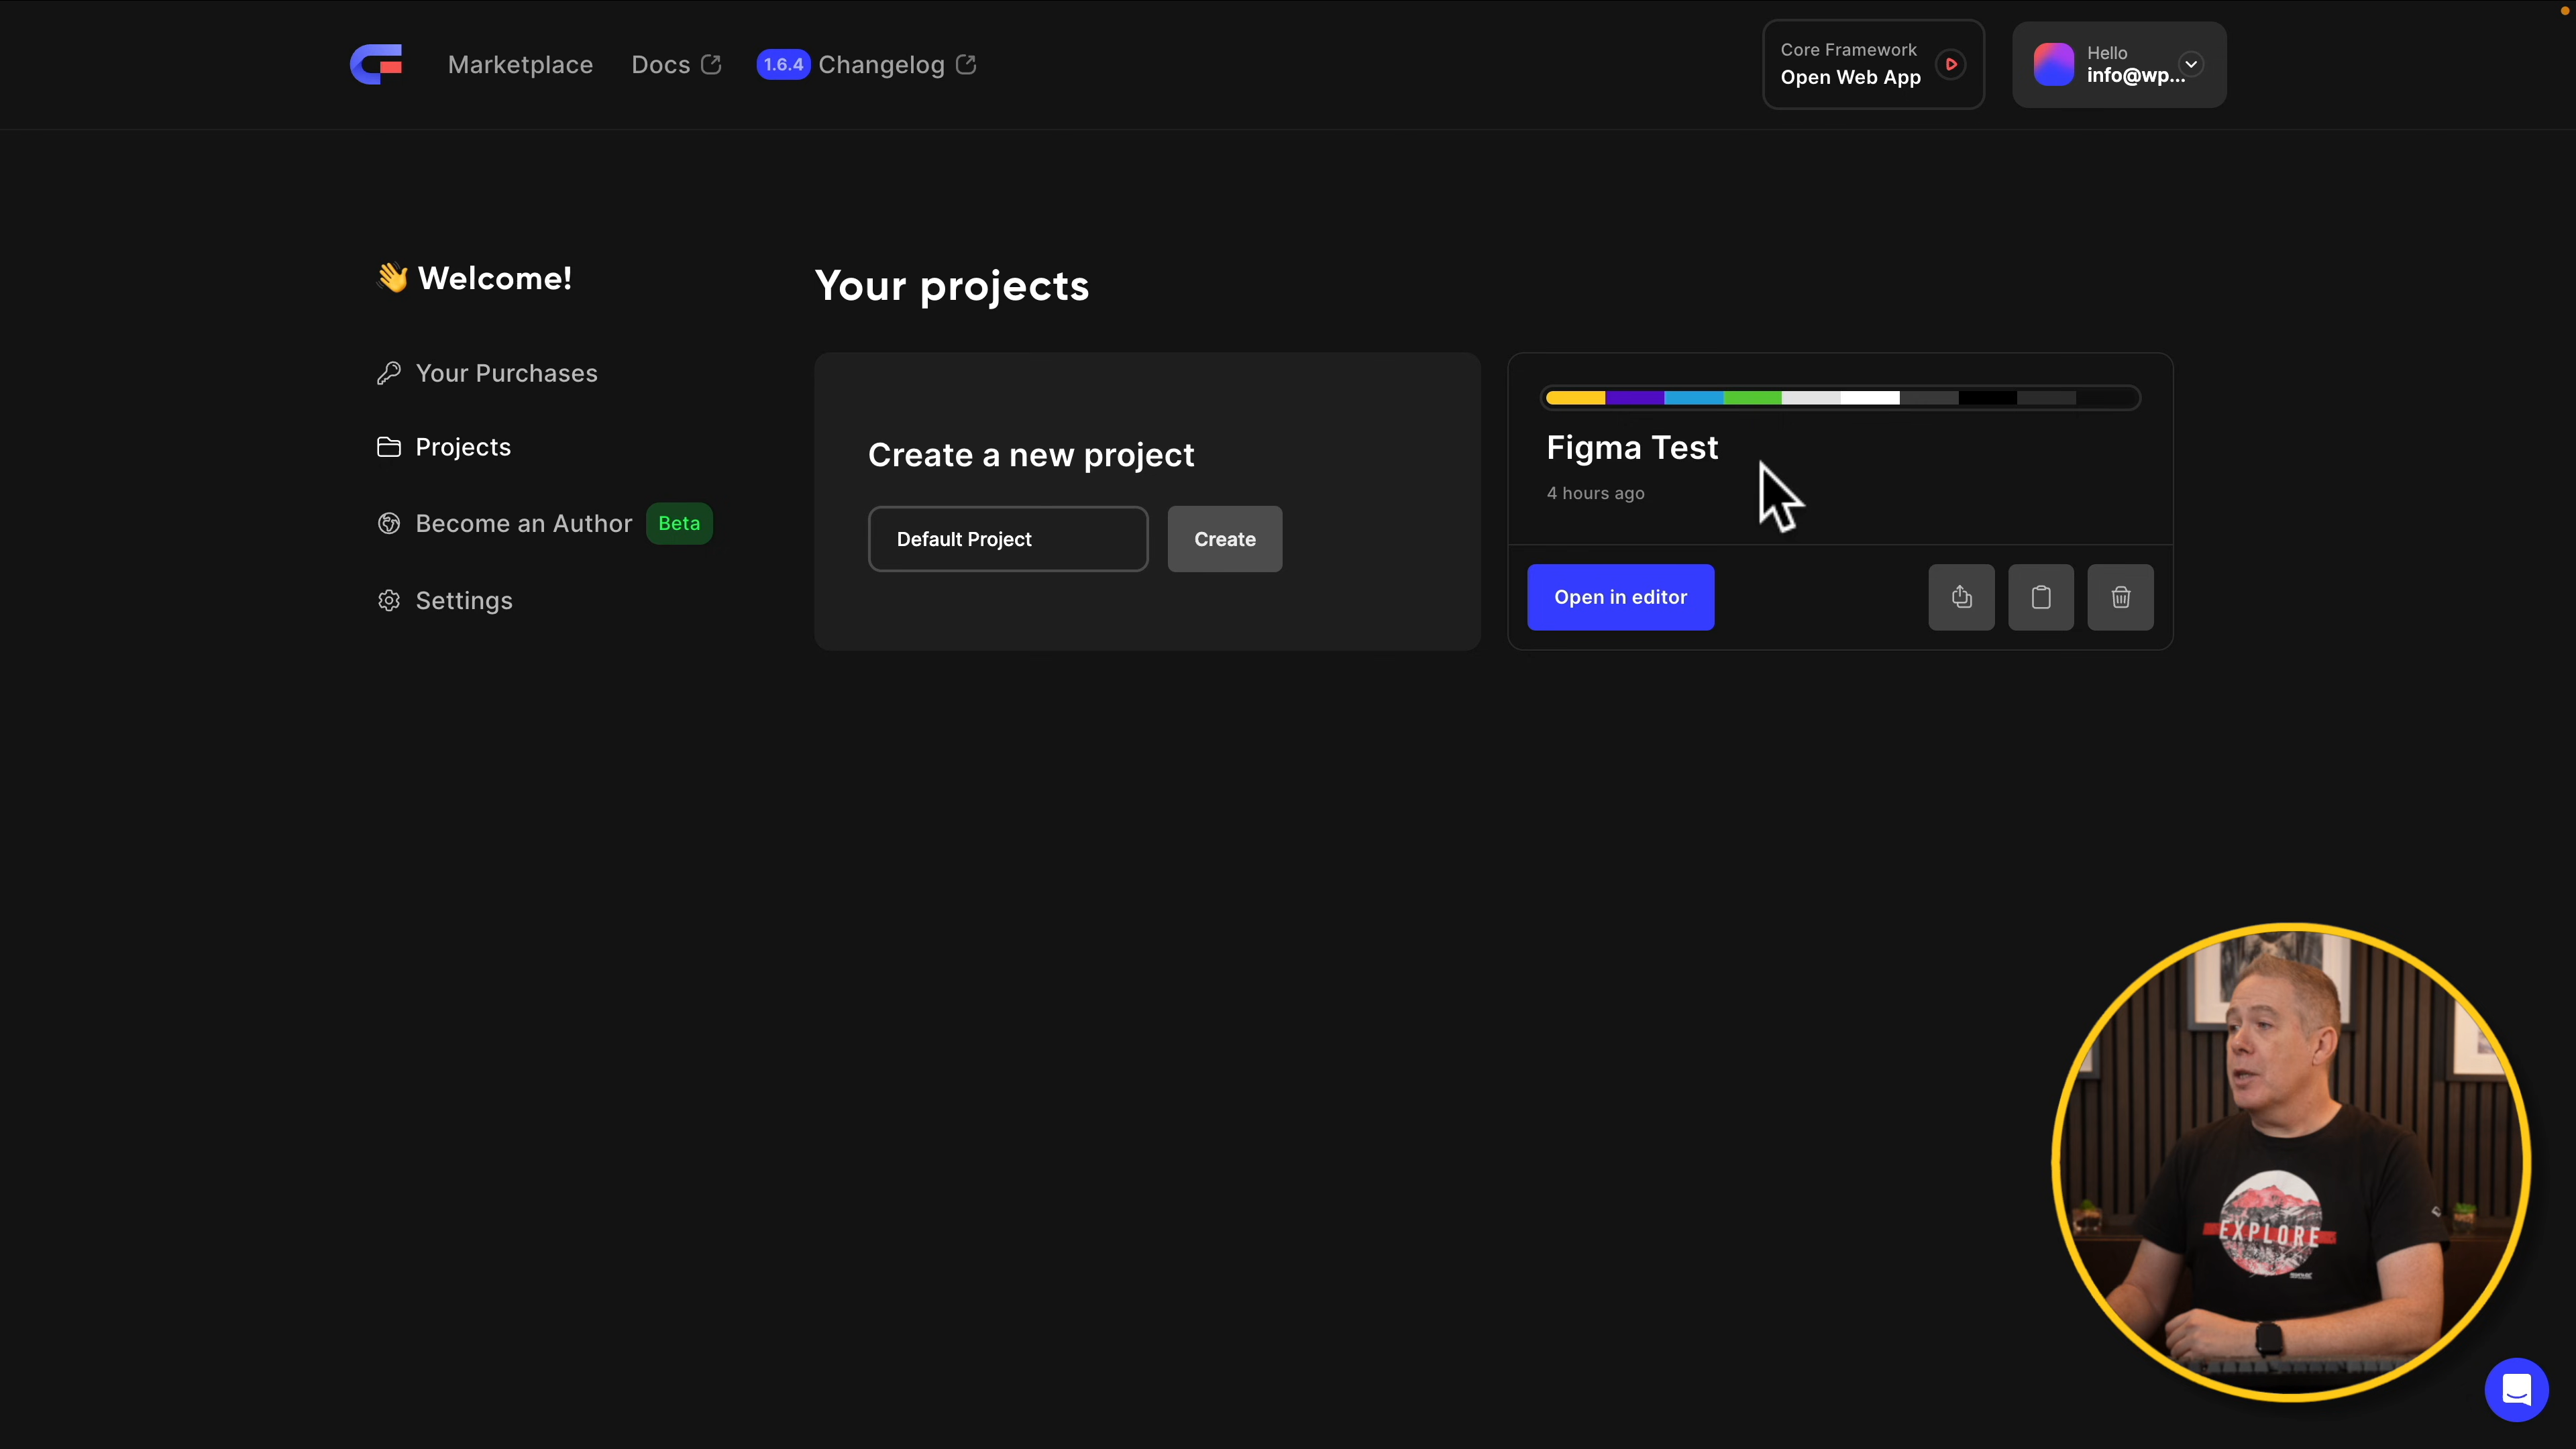 Marketplace
Docs
1.6.4 Changelog
Core Framework
Open Web App
Hello
info@wp...
👋 Welcome!
Your Purchases
Projects
Become an Author Beta
Settings
Your projects
Create a new project
Default Project
Create
Figma Test
4 hours ago
Open in editor
EXPLORE